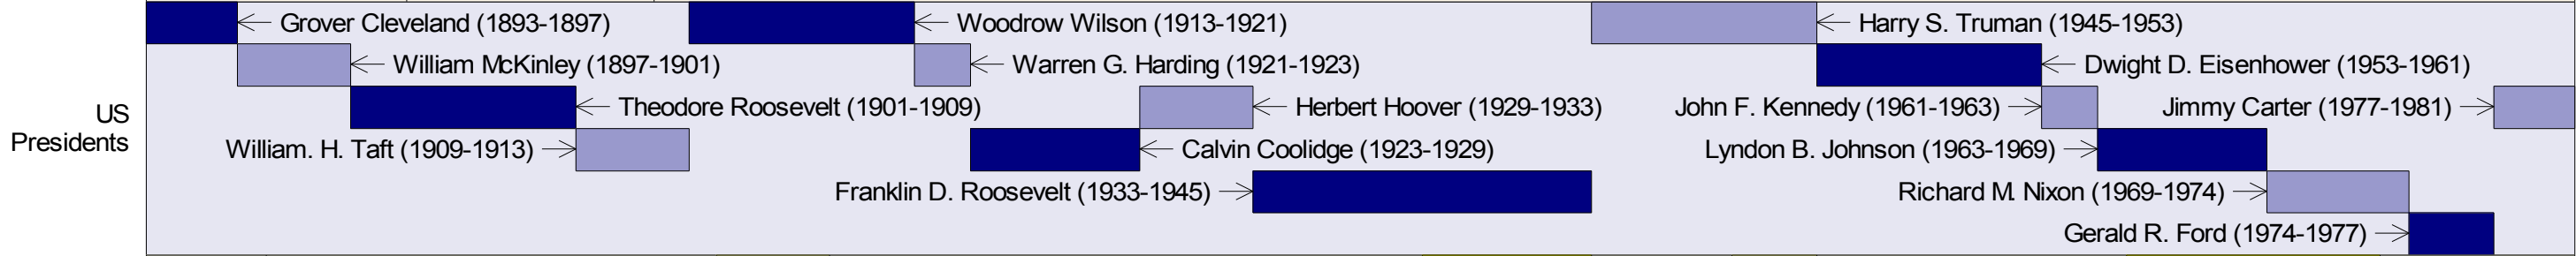 Grover Cleveland (1893-1897)
Woodrow Wilson (1913-1921)
Harry S. Truman (1945-1953)
William McKinley (1897-1901)
Warren G. Harding (1921-1923)
Dwight D. Eisenhower (1953-1961)
US
Presidents
Theodore Roosevelt (1901-1909)
Herbert Hoover (1929-1933)
John F. Kennedy (1961-1963)
Jimmy Carter (1977-1981)
William. H. Taft (1909-1913)
Calvin Coolidge (1923-1929)
Lyndon B. Johnson (1963-1969)
Franklin D. Roosevelt (1933-1945)
Richard M. Nixon (1969-1974)
Gerald R. Ford (1974-1977)